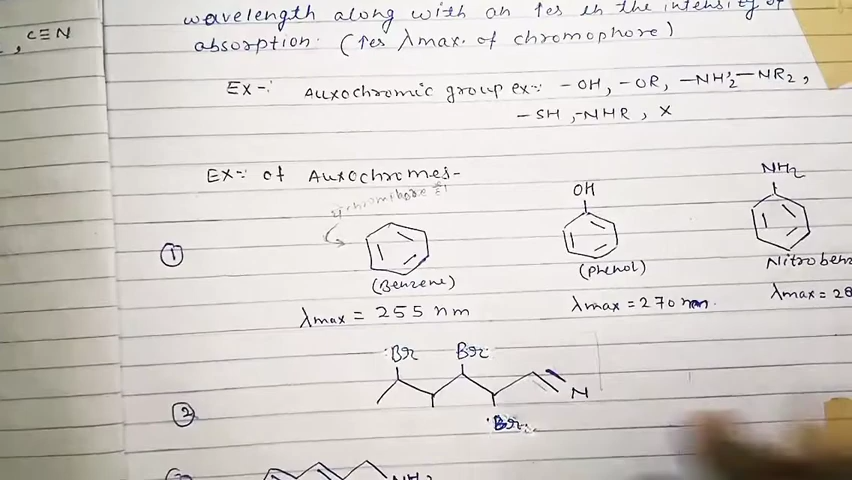 wavelength along with an ↑es in the intensity of
, C≡N
absorption. (↑es λmax. of chromophore)
Ex-: Auxochromic group ex:- -OH, -OR, -NH2, -NR2,
-SH, -NHR, X
Ex:- of Auxochromes-
NH2
OH
①
(Benzene)
(Phenol)
Nitrobenz
λmax = 255 nm
λmax = 270 nm.
λmax = 28
:Br
Br:
②
N
:Br:
NH2